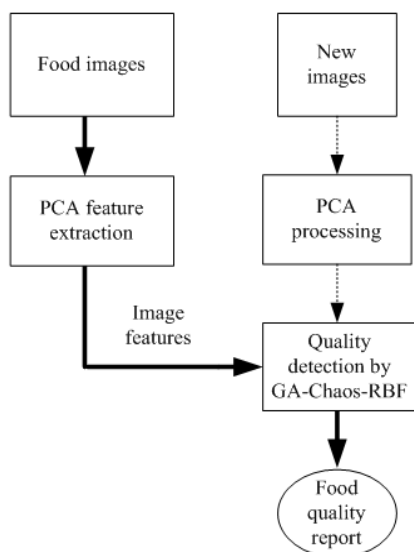 Food images
New
images
PCA feature
extraction
PCA
processing
Image
features
Quality
detection by
GA-Chaos-RBF
Food
quality
report